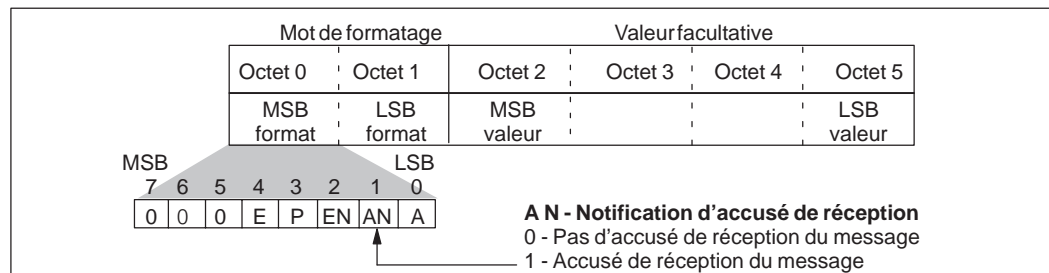 Mot de formatage Valeur facultative
Octet 0 Octet 1 Octet 2 Octet 3 Octet 4 Octet 5
MSB LSB MSB LSB
format format valeur valeur
MSB LSB
7 6 5 4 3 2 1 0
0 0 0 E P EN AN A
A N - Notification d'accusé de réception
0 - Pas d'accusé de réception du message
1 - Accusé de réception du message